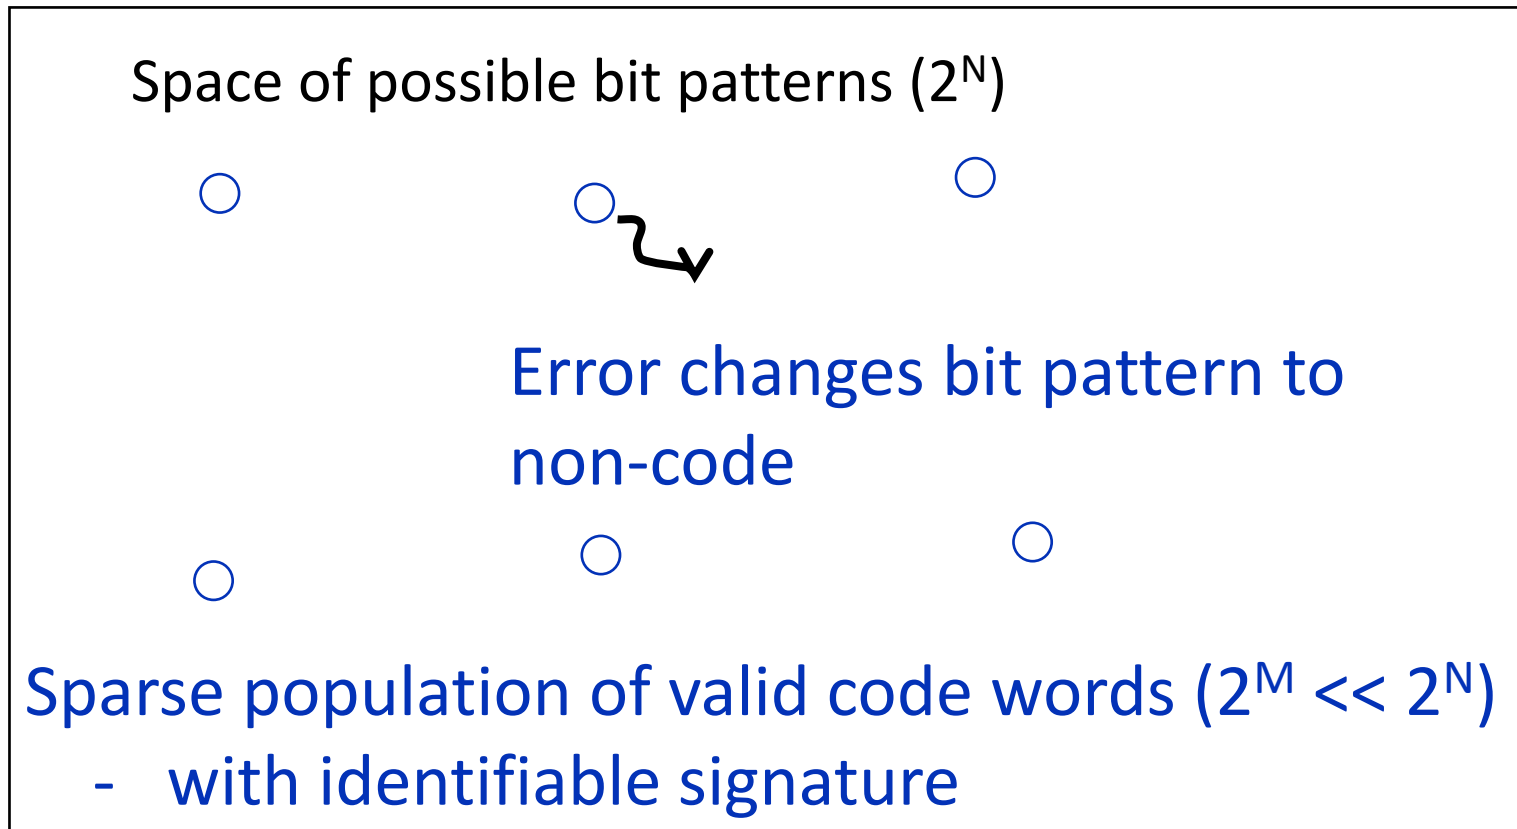 Space of possible bit patterns (2ᴺ)
Error changes bit pattern to
non-code
Sparse population of valid code words (2ᴹ << 2ᴺ)
- with identifiable signature